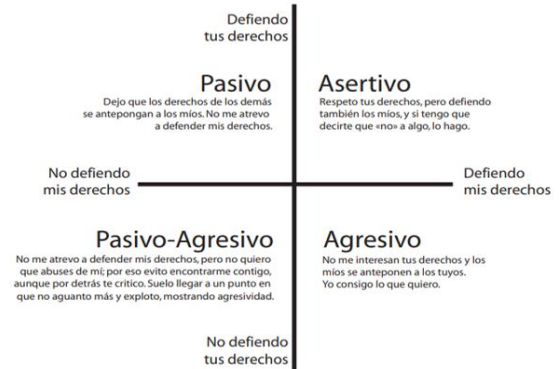 Defiendo
tus derechos
Pasivo
Dejo que los derechos de los demás
se antepongan a los míos. No me atrevo
a defender mis derechos.
Asertivo
Respeto tus derechos, pero defiendo
también los míos, y si tengo que
decirte que «no» a algo, lo hago.
No defiendo
mis derechos
Defiendo
mis derechos
Pasivo-Agresivo
No me atrevo a defender mis derechos, pero no quiero
que abuses de mí; por eso evito encontrarme contigo,
aunque por detrás te critico. Suelo llegar a un punto en
que no aguanto más y exploto, mostrando agresividad.
Agresivo
No me interesan tus derechos y los
míos se anteponen a los tuyos.
Yo consigo lo que quiero.
No defiendo
tus derechos